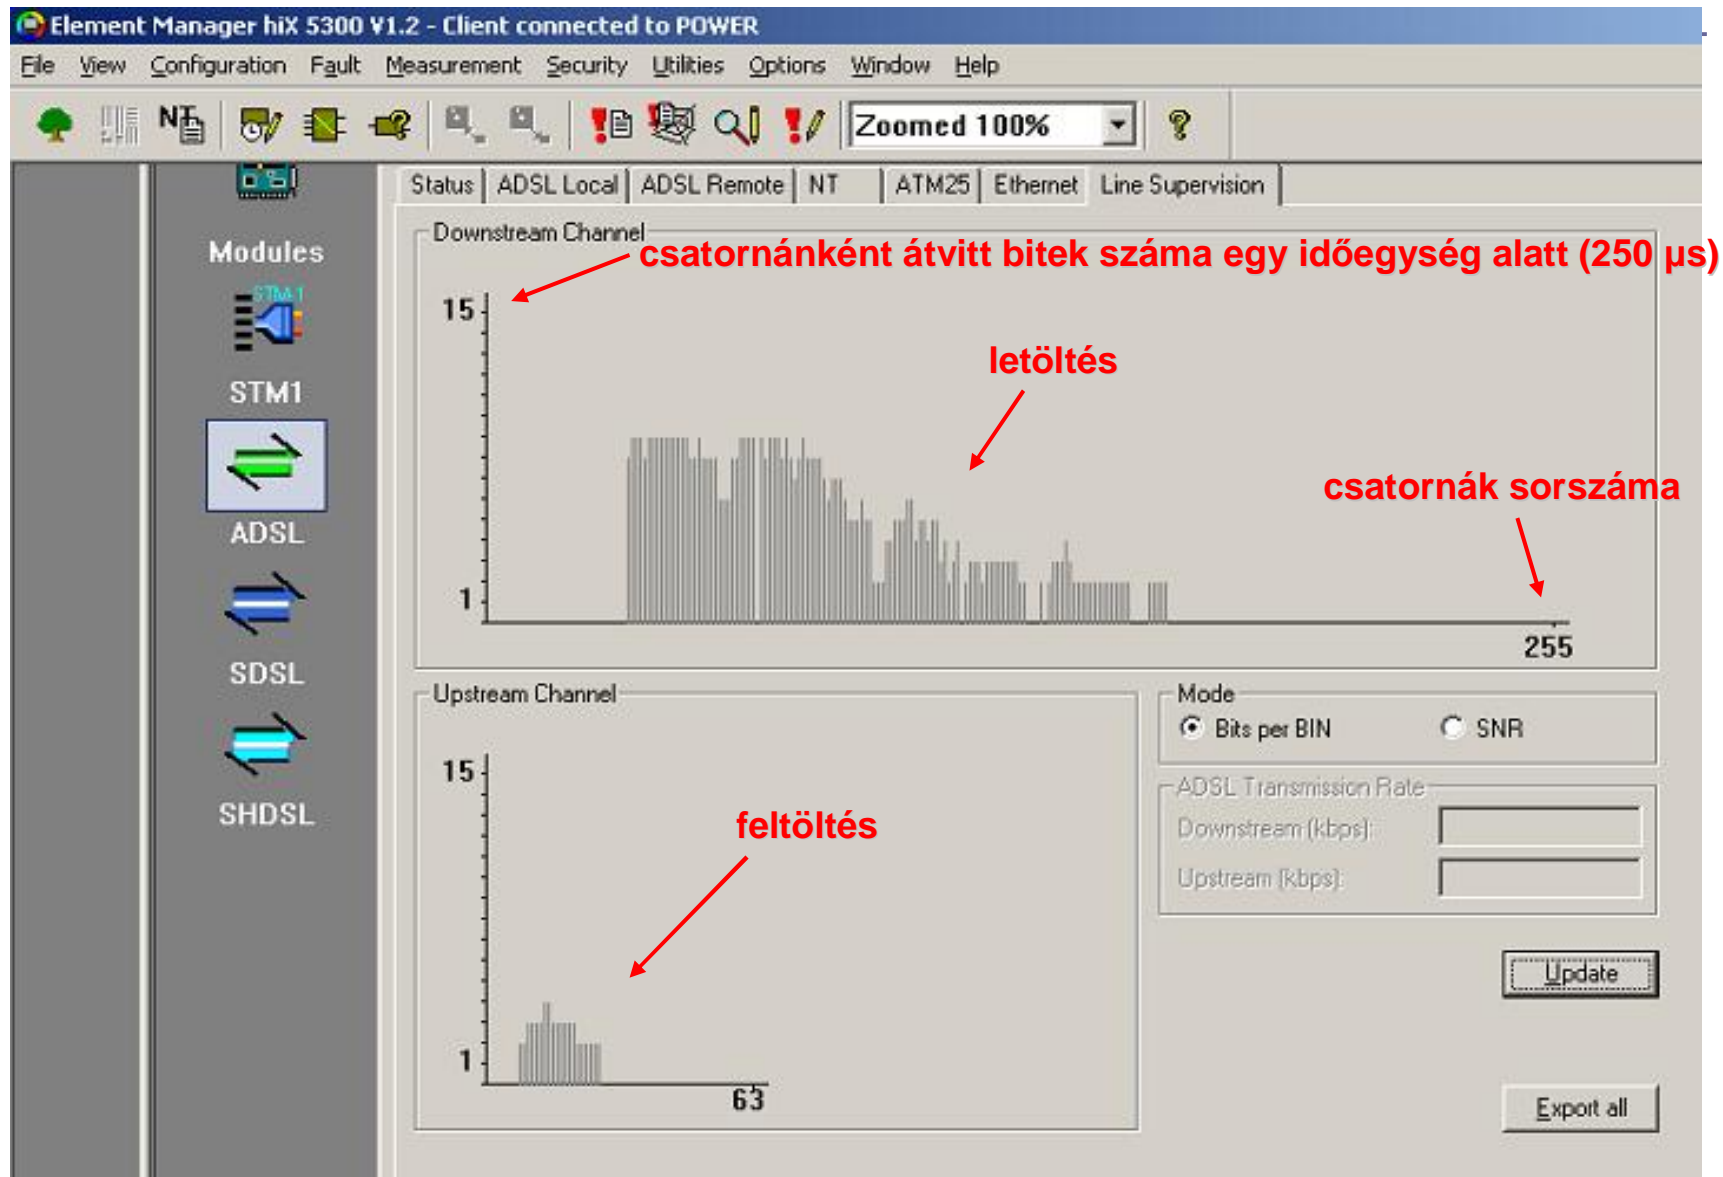 Element Manager hiX 5300 V1.2 - Client connected to POWER
File View Configuration Fault Measurement Security Utilities Options Window Help
NT Zoomed 100%
Status ADSL Local ADSL Remote NT ATM25 Ethernet Line Supervision
Modules
STM-1
STM1
ADSL
SDSL
SHDSL
Downstream Channel
csatornánként átvitt bitek száma egy időegység alatt (250 µs)
15
letöltés
csatornák sorszáma
1
255
Upstream Channel
15
feltöltés
1
63
Mode
Bits per BIN SNR
ADSL Transmission Rate
Downstream (kbps):
Upstream (kbps):
Update
Export all